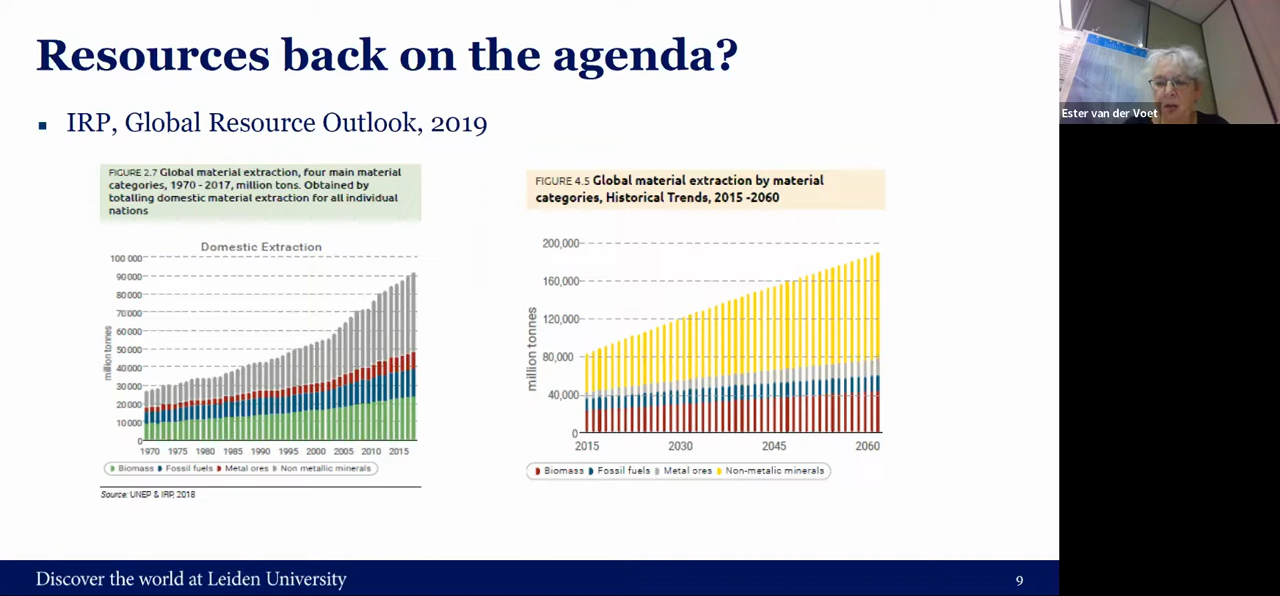 Resources back on the agenda?
IRP, Global Resource Outlook, 2019
FIGURE 2.7 Global material extraction, four main material
categories, 1970 - 2017, million tons. Obtained by
totalling domestic material extraction for all individual
nations
Domestic Extraction
100 000
90 000
80 000
70 000
60 000
50 000
40 000
30 000
20 000
10 000
0
million tonnes
1970 1975 1980 1985 1990 1995 2000 2005 2010 2015
Biomass Fossil fuels Metal ores Non metallic minerals
Source: UNEP & IRP, 2018
FIGURE 4.5 Global material extraction by material
categories, Historical Trends, 2015 -2060
200,000
160,000
120,000
80,000
40,000
0
million tonnes
2015 2030 2045 2060
Biomass Fossil fuels Metal ores Non-metalic minerals
Discover the world at Leiden University
9
Ester van der Voet